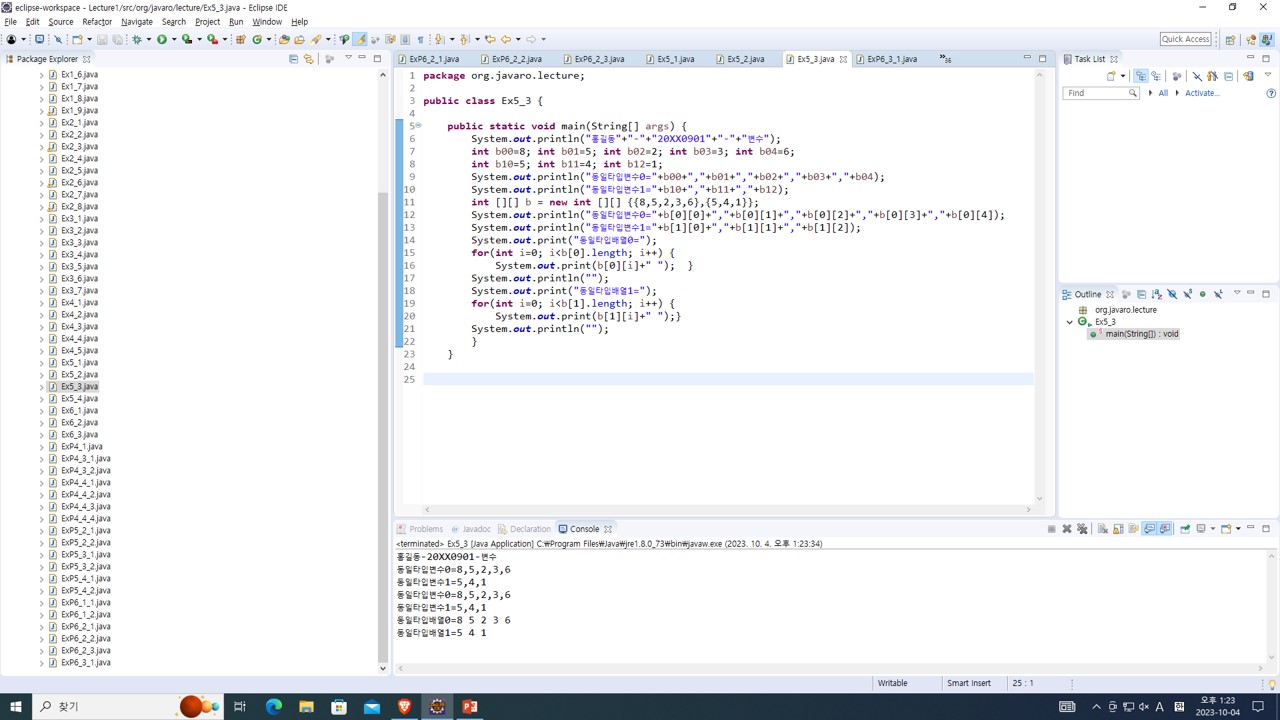 eclipse-workspace - Lecture1/src/org/javaro/lecture/Ex5_3.java - Eclipse IDE
File Edit Source Refactor Navigate Search Project Run Window Help
Quick Access
Package Explorer
Ex1_6.java
Ex1_7.java
Ex1_8.java
Ex1_9.java
Ex2_1.java
Ex2_2.java
Ex2_3.java
Ex2_4.java
Ex2_5.java
Ex2_6.java
Ex2_7.java
Ex2_8.java
Ex3_1.java
Ex3_2.java
Ex3_3.java
Ex3_4.java
Ex3_5.java
Ex3_6.java
Ex3_7.java
Ex4_1.java
Ex4_2.java
Ex4_3.java
Ex4_4.java
Ex4_5.java
Ex5_1.java
Ex5_2.java
Ex5_3.java
Ex5_4.java
Ex6_1.java
Ex6_2.java
Ex6_3.java
ExP4_1.java
ExP4_3_1.java
ExP4_3_2.java
ExP4_4_1.java
ExP4_4_2.java
ExP4_4_3.java
ExP4_4_4.java
ExP5_2_1.java
ExP5_2_2.java
ExP5_3_1.java
ExP5_3_2.java
ExP5_4_1.java
ExP5_4_2.java
ExP6_1_1.java
ExP6_1_2.java
ExP6_2_1.java
ExP6_2_2.java
ExP6_2_3.java
ExP6_3_1.java
ExP6_2_1.java ExP6_2_2.java ExP6_2_3.java Ex5_1.java Ex5_2.java Ex5_3.java ExP6_3_1.java
1 package org.javaro.lecture;
2
3 public class Ex5_3 {
4
5 public static void main(String[] args) {
6 System.out.println("홍길동"+"-"+"20XX0901"+"-"+"변수");
7 int b00=8; int b01=5; int b02=2; int b03=3; int b04=6;
8 int b10=5; int b11=4; int b12=1;
9 System.out.println("동일타입변수0="+b00+","+b01+","+b02+","+b03+","+b04);
10 System.out.println("동일타입변수1="+b10+","+b11+","+b12);
11 int [][] b = new int [][] {{8,5,2,3,6},{5,4,1}};
12 System.out.println("동일타입변수0="+b[0][0]+","+b[0][1]+","+b[0][2]+","+b[0][3]+","+b[0][4]);
13 System.out.println("동일타입변수1="+b[1][0]+","+b[1][1]+","+b[1][2]);
14 System.out.print("동일타입배열0=");
15 for(int i=0; i<b[0].length; i++) {
16 System.out.print(b[0][i]+" "); }
17 System.out.println("");
18 System.out.print("동일타입배열1=");
19 for(int i=0; i<b[1].length; i++) {
20 System.out.print(b[1][i]+" ");}
21 System.out.println("");
22 }
23 }
24
25
Task List
Find All Activate...
Outline
org.javaro.lecture
Ex5_3
main(String[]) : void
Problems Javadoc Declaration Console
<terminated> Ex5_3 [Java Application] C:₩Program Files₩Java₩jre1.8.0_73₩bin₩javaw.exe (2023. 10. 4. 오후 1:23:34)
홍길동-20XX0901-변수
동일타입변수0=8,5,2,3,6
동일타입변수1=5,4,1
동일타입변수0=8,5,2,3,6
동일타입변수1=5,4,1
동일타입배열0=8 5 2 3 6
동일타입배열1=5 4 1
Writable Smart Insert 25 : 1
찾기
A
오후 1:23
2023-10-04